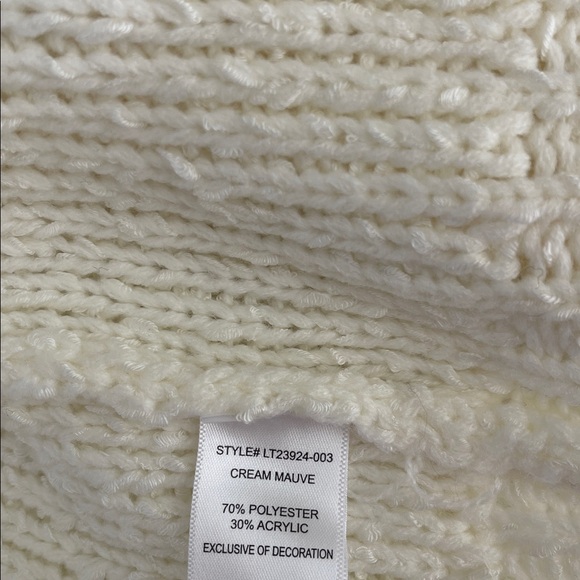 STYLE# LT23924-003
CREAM MAUVE
70% POLYESTER
30% ACRYLIC
EXCLUSIVE OF DECORATION